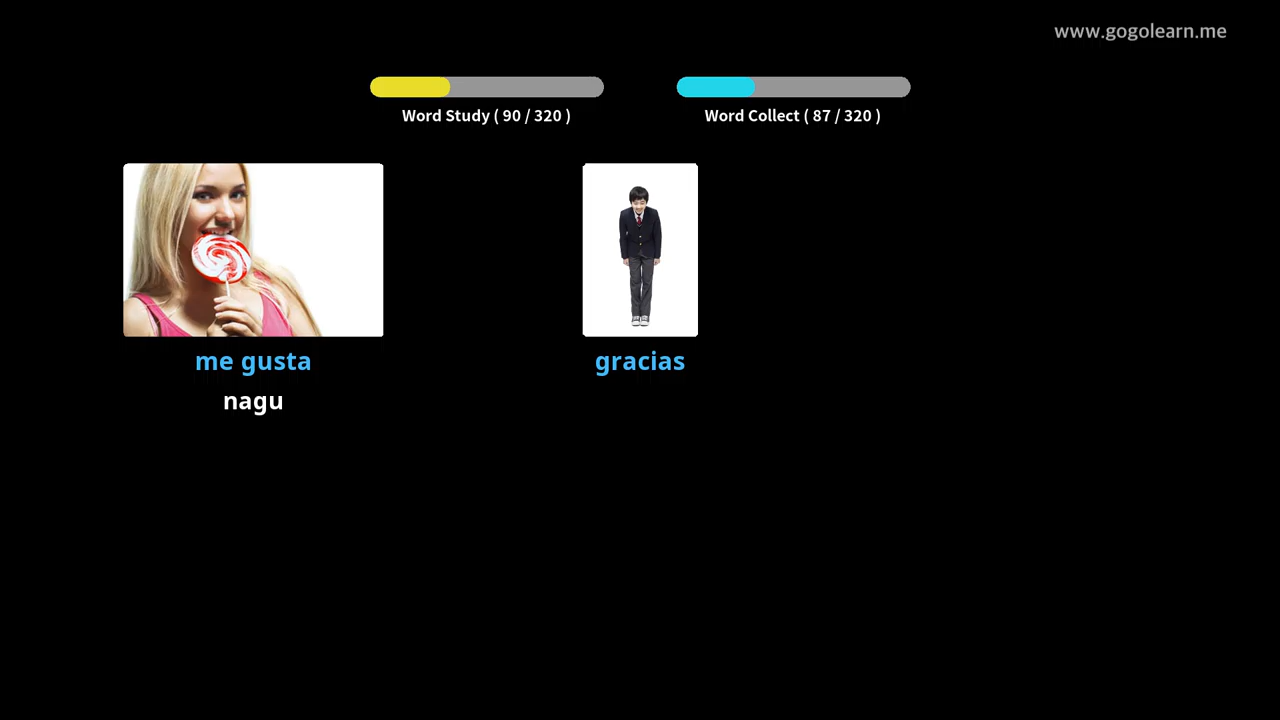 www.gogolearn.me
Word Study ( 90 / 320 )
Word Collect ( 87 / 320 )
me gusta
gracias
nagu